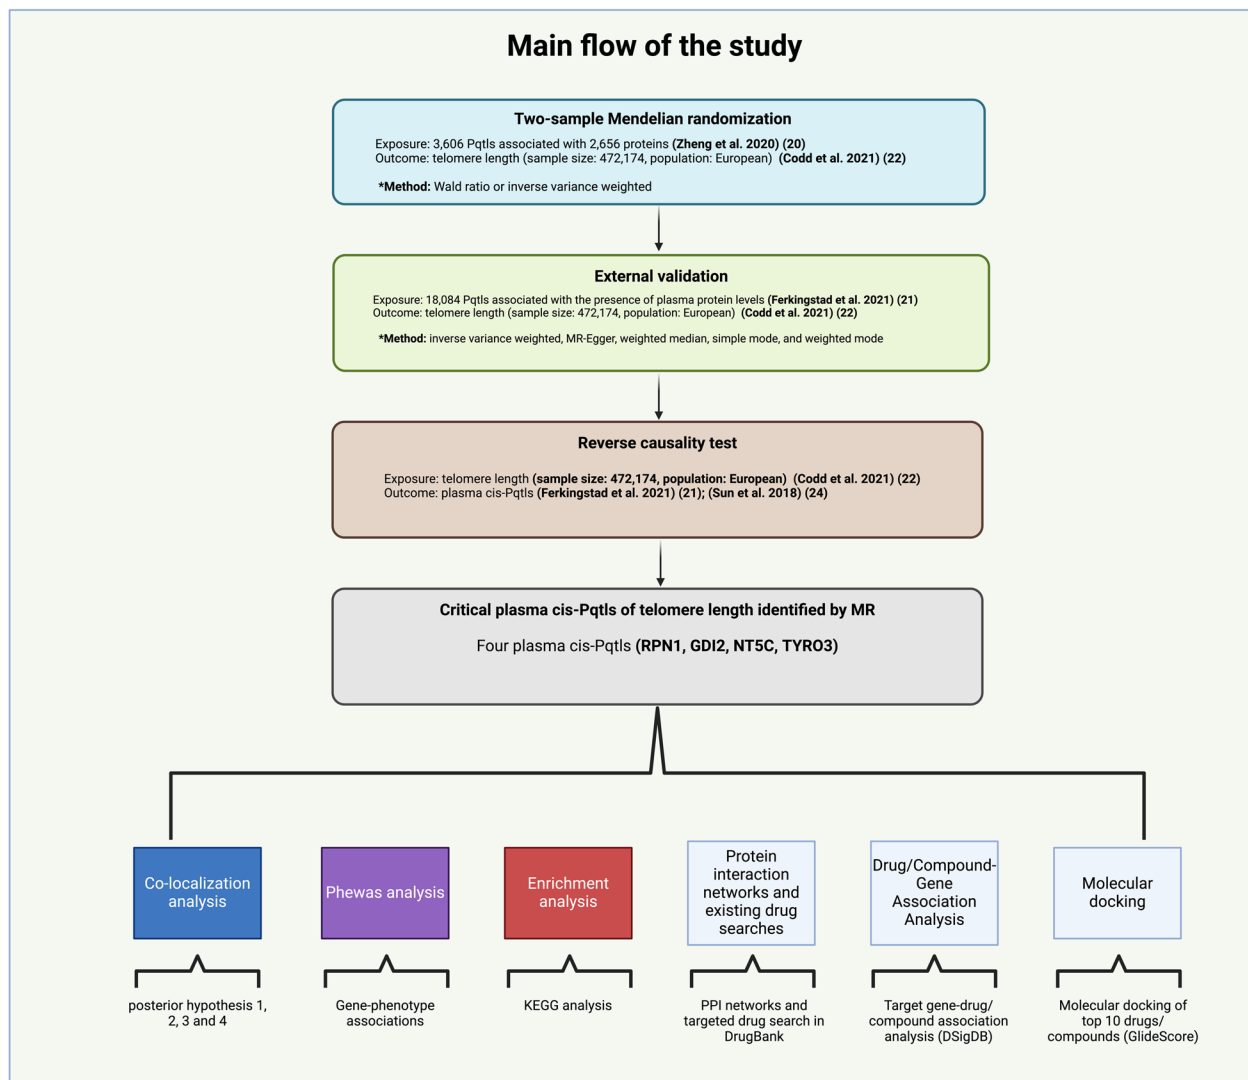 Main flow of the study
Two-sample Mendelian randomization
Exposure: 3,606 Pqtls associated with 2,656 proteins (Zheng et al. 2020) (20)
Outcome: telomere length (sample size: 472,174, population: European) (Codd et al. 2021) (22)
*Method: Wald ratio or inverse variance weighted
External validation
Exposure: 18,084 Pqtls associated with the presence of plasma protein levels (Ferkingstad et al. 2021) (21)
Outcome: telomere length (sample size: 472,174, population: European) (Codd et al. 2021) (22)
*Method: inverse variance weighted, MR-Egger, weighted median, simple mode, and weighted mode
Reverse causality test
Exposure: telomere length (sample size: 472,174, population: European) (Codd et al. 2021) (22)
Outcome: plasma cis-Pqtls (Ferkingstad et al. 2021) (21); (Sun et al. 2018) (24)
Critical plasma cis-Pqtls of telomere length identified by MR
Four plasma cis-Pqtls (RPN1, GDI2, NT5C, TYRO3)
Co-localization
analysis
Phewas analysis
Enrichment
analysis
Protein
interaction
networks and
existing drug
searches
Drug/Compound-
Gene
Association
Analysis
Molecular
docking
posterior hypothesis 1,
2, 3 and 4
Gene-phenotype
associations
KEGG analysis
PPI networks and
targeted drug search in
DrugBank
Target gene-drug/
compound association
analysis (DSigDB)
Molecular docking of
top 10 drugs/
compounds (GlideScore)